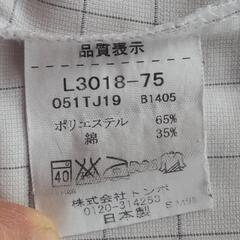 品質表示
L3018-75
051TJ19 B1405
ポリエステル 65%
綿 35%
40
株式会社トンボ
0120-314253
日本製